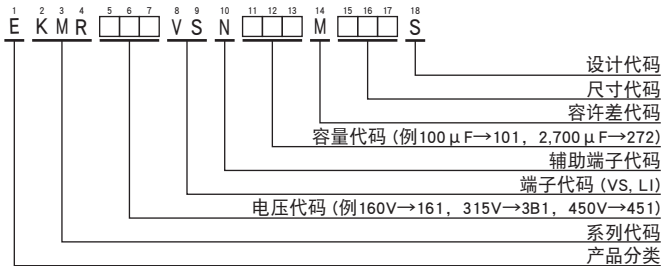 1 2 3 4 5 6 7 8 9 10 11 12 13 14 15 16 17 18
E KMR □□□ VS N □□□ M □□□ S
设计代码
尺寸代码
容许差代码
容量代码 (例100μF→101，2,700μF→272)
辅助端子代码
端子代码 (VS, LI)
电压代码 (例160V→161，315V→3B1，450V→451)
系列代码
产品分类